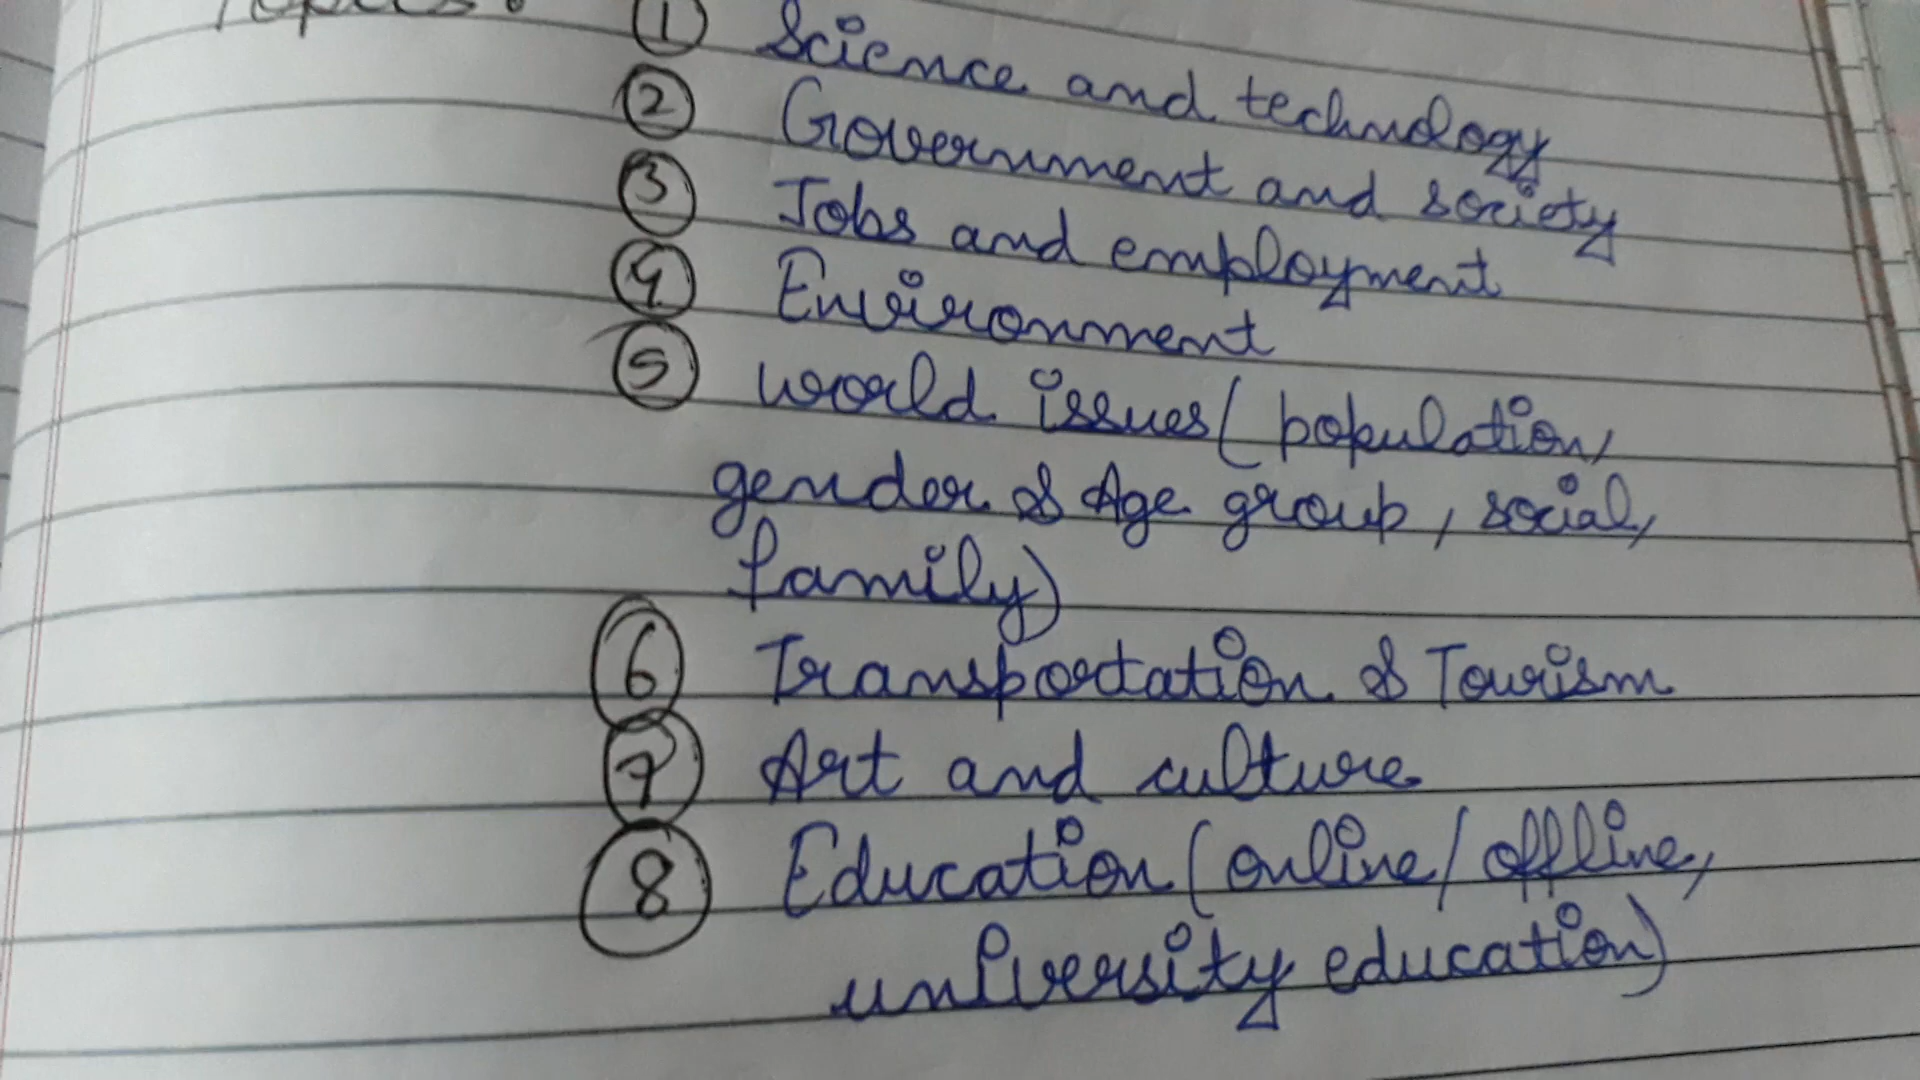 Topics: ① Science and technology
② Government and society
③ Jobs and employment
④ Environment
⑤ world issues (population,
gender & Age group, social,
family)
⑥ Transportation & Tourism
⑦ Art and culture
⑧ Education (online/offline,
university education)